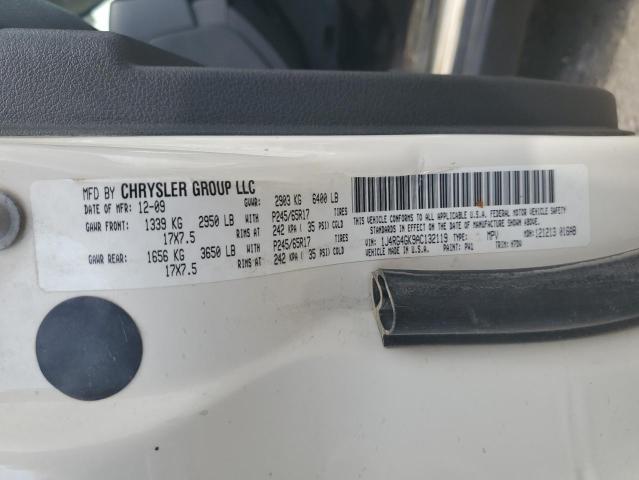 MFD BY CHRYSLER GROUP LLC
DATE OF MFR: 12-09 GVWR: 2903 KG 6400 LB
GAWR FRONT: 1339 KG 2950 LB WITH P245/65R17 TIRES
17X7.5 RIMS AT 242 KPA ( 35 PSI) COLD
GAWR REAR: 1656 KG 3650 LB WITH P245/65R17 TIRES
17X7.5 RIMS AT 242 KPA ( 35 PSI) COLD
THIS VEHICLE CONFORMS TO ALL APPLICABLE U.S.A. FEDERAL MOTOR VEHICLE SAFETY
STANDARDS IN EFFECT ON THE DATE OF MANUFACTURE SHOWN ABOVE.
VIN: 1J4RG4GK9AC132119 TYPE: MPV MDH: 121213 016AB
VEHICLE MADE IN U.S.A. PAINT: PW1 TRIM: